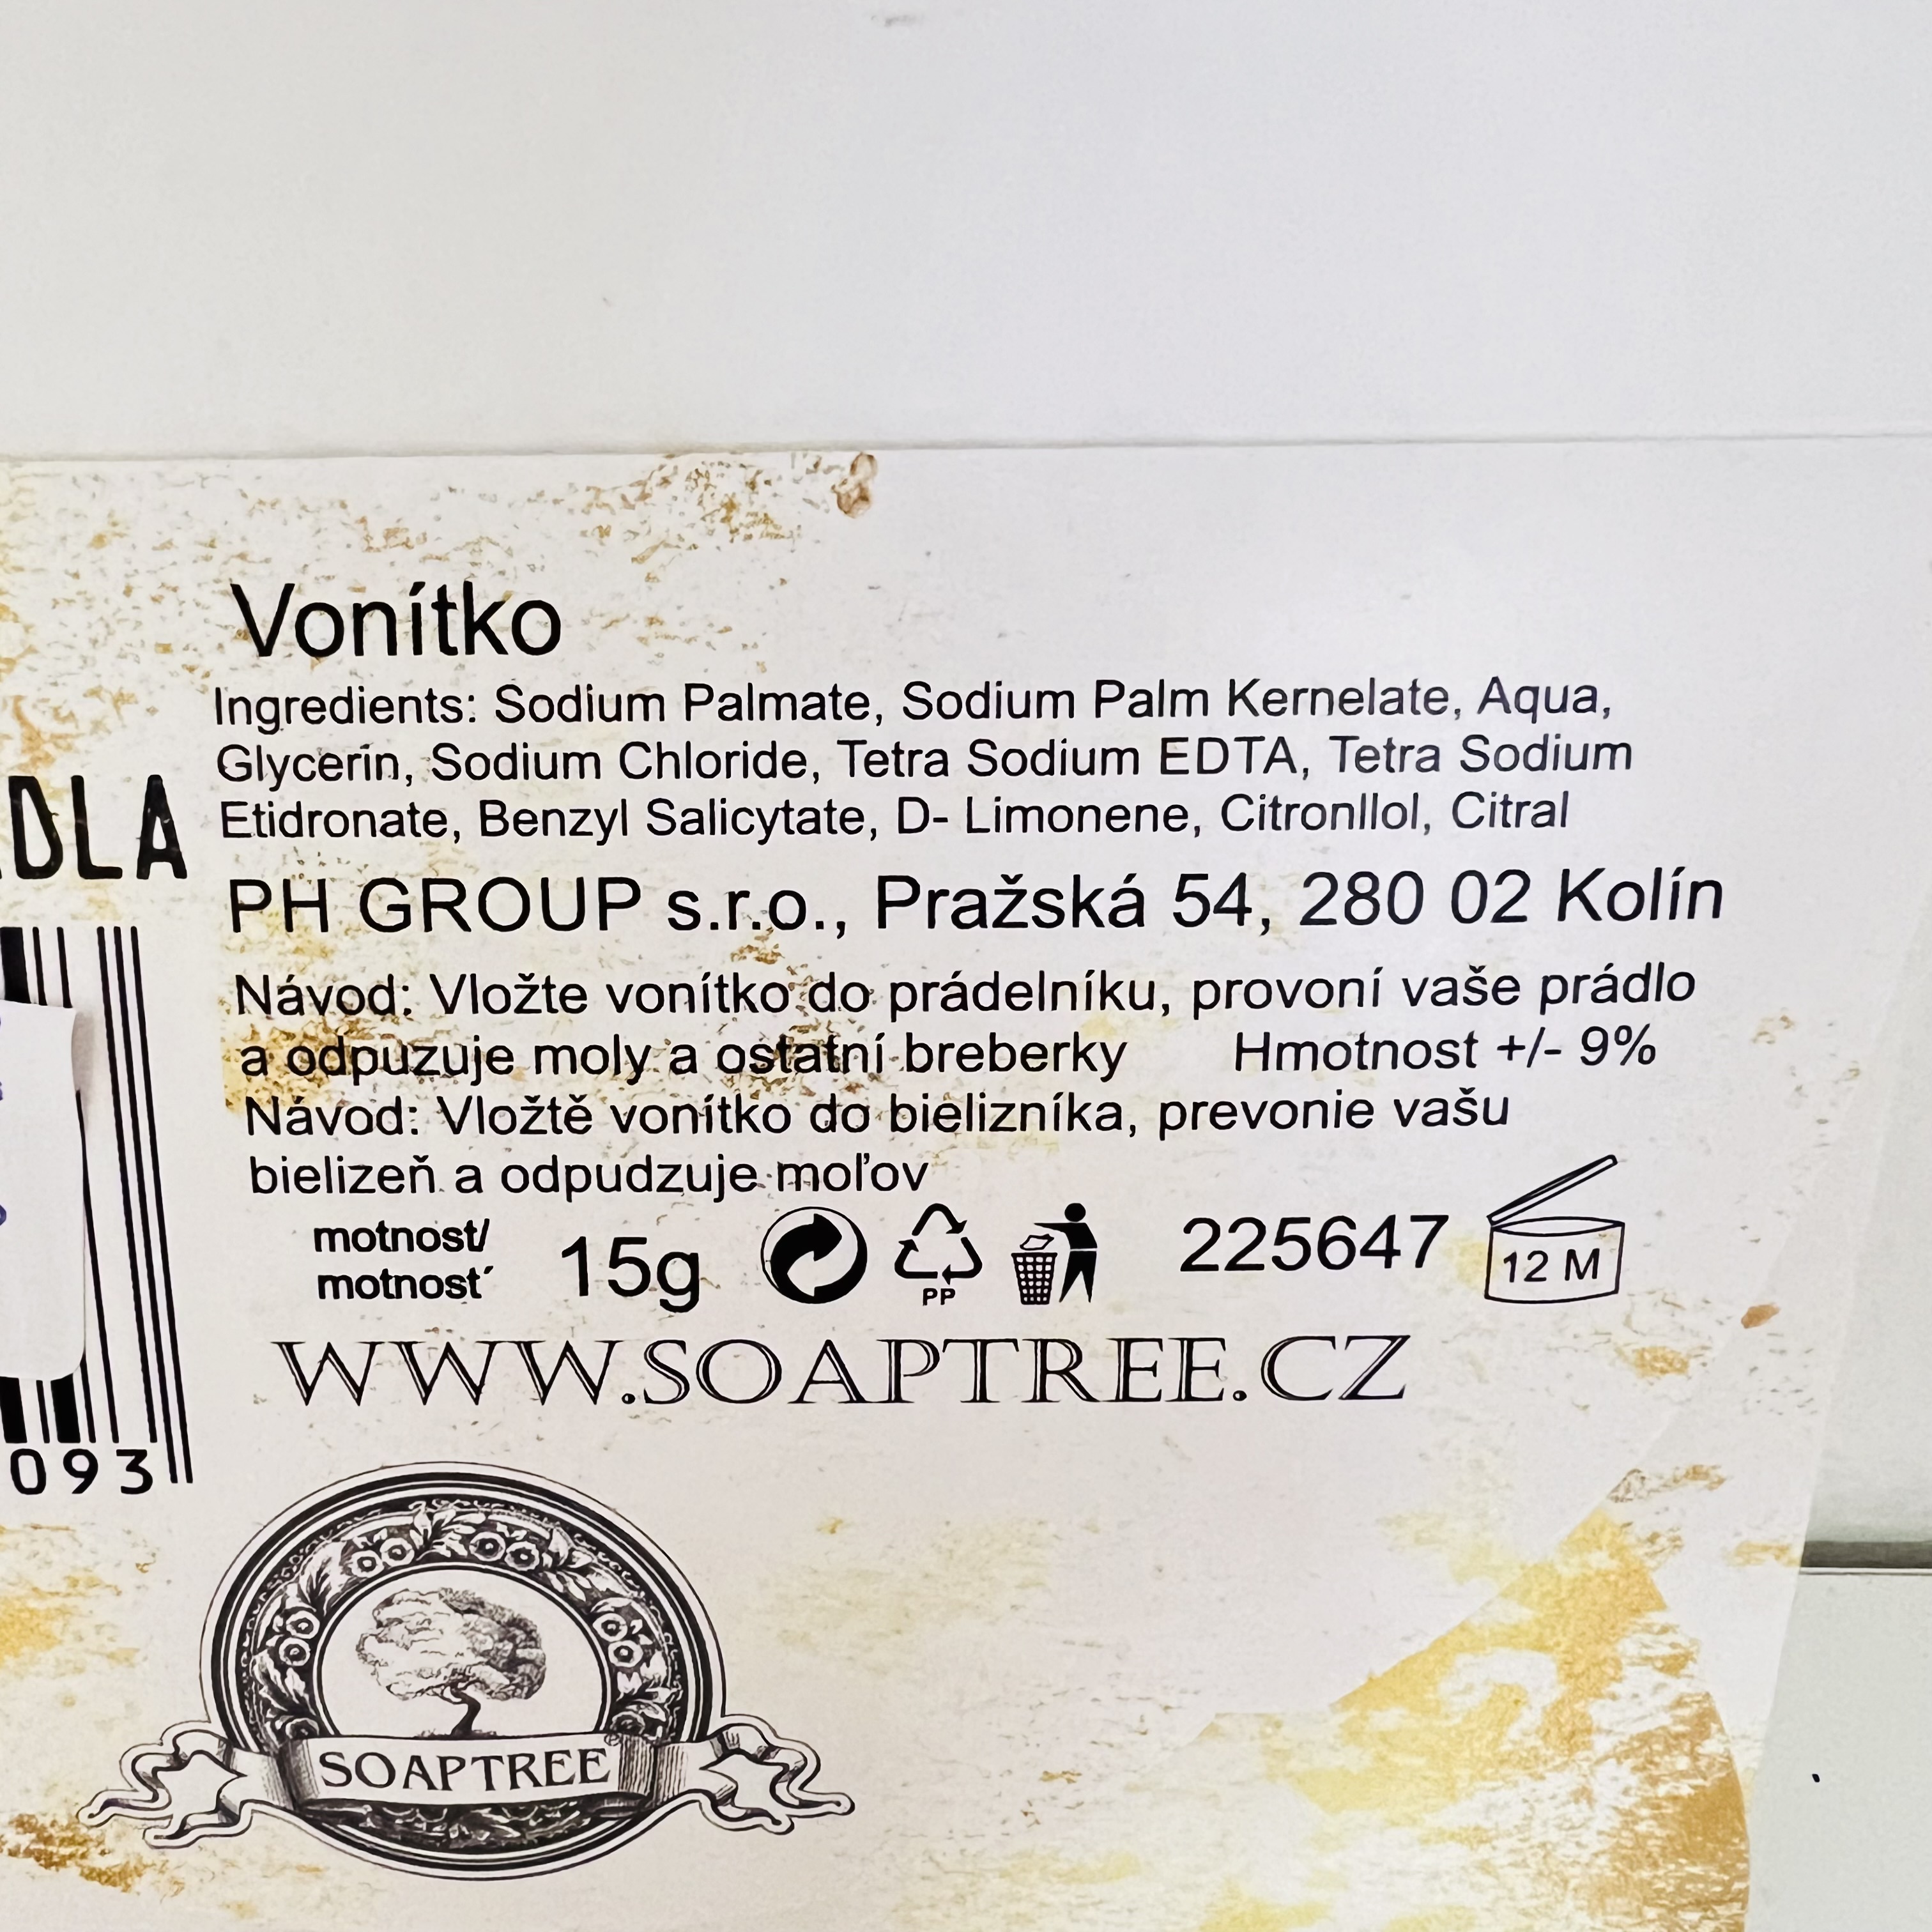 Vonítko
Ingredients: Sodium Palmate, Sodium Palm Kernelate, Aqua,
Glycerin, Sodium Chloride, Tetra Sodium EDTA, Tetra Sodium
Etidronate, Benzyl Salicytate, D- Limonene, Citronllol, Citral
DLA
PH GROUP s.r.o., Pražská 54, 280 02 Kolín
Návod: Vložte vonítko do prádelníku, provoní vaše prádlo
a odpuzuje moly a ostatní breberky Hmotnost +/- 9%
Návod: Vložtě vonítko do bielizníka, prevonie vašu
bielizeň a odpudzuje moľov
motnost/
motnost´
15g
PP
225647
12 M
WWW.SOAPTREE.CZ
093
SOAPTREE®